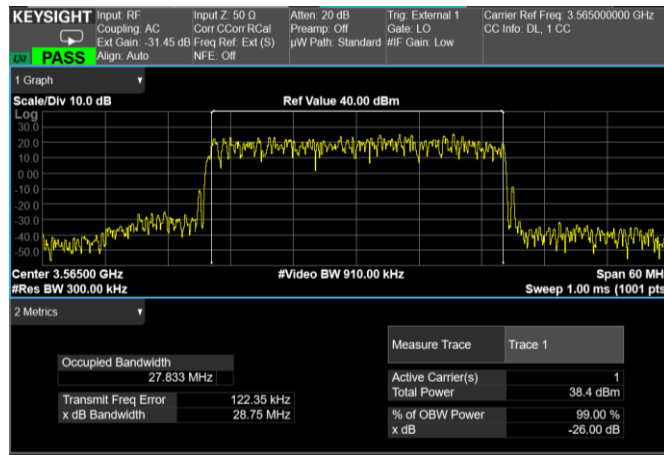 KEYSIGHT Input: RF Input Z: 50 Ω Atten: 20 dB Trig: External 1 Carrier Ref Freq: 3.565000000 GHz
Coupling: AC Corr CCorr RCal Preamp: Off Gate: LO CC Info: DL, 1 CC
Ext Gain: -31.45 dB Freq Ref: Ext (S) µW Path: Standard #IF Gain: Low
LXI PASS Align: Auto NFE: Off
1 Graph
Scale/Div 10.0 dB Ref Value 40.00 dBm
Log
30.0
20.0
10.0
0.00
-10.0
-20.0
-30.0
-40.0
-50.0
Center 3.56500 GHz #Video BW 910.00 kHz Span 60 MH
#Res BW 300.00 kHz Sweep 1.00 ms (1001 pts
2 Metrics
Measure Trace Trace 1
Occupied Bandwidth
27.833 MHz
Active Carrier(s) 1
Total Power 38.4 dBm
Transmit Freq Error 122.35 kHz
x dB Bandwidth 28.75 MHz
% of OBW Power 99.00 %
x dB -26.00 dB